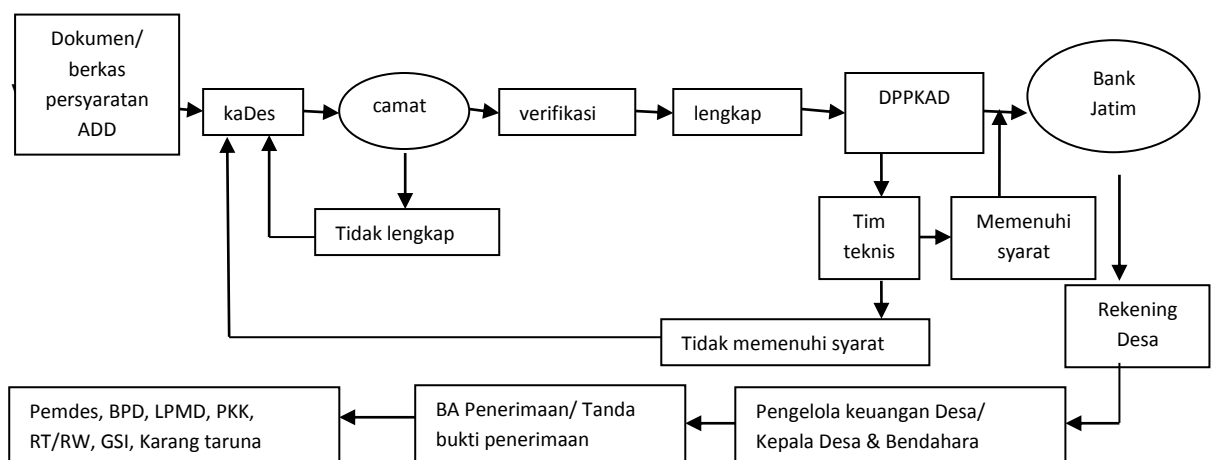 Dokumen/
berkas
persyaratan
ADD
kaDes
camat
verifikasi
lengkap
DPPKAD
Bank
Jatim
Tidak lengkap
Tim
teknis
Memenuhi
syarat
Rekening
Desa
Tidak memenuhi syarat
Pemdes, BPD, LPMD, PKK,
RT/RW, GSI, Karang taruna
BA Penerimaan/ Tanda
bukti penerimaan
Pengelola keuangan Desa/
Kepala Desa & Bendahara